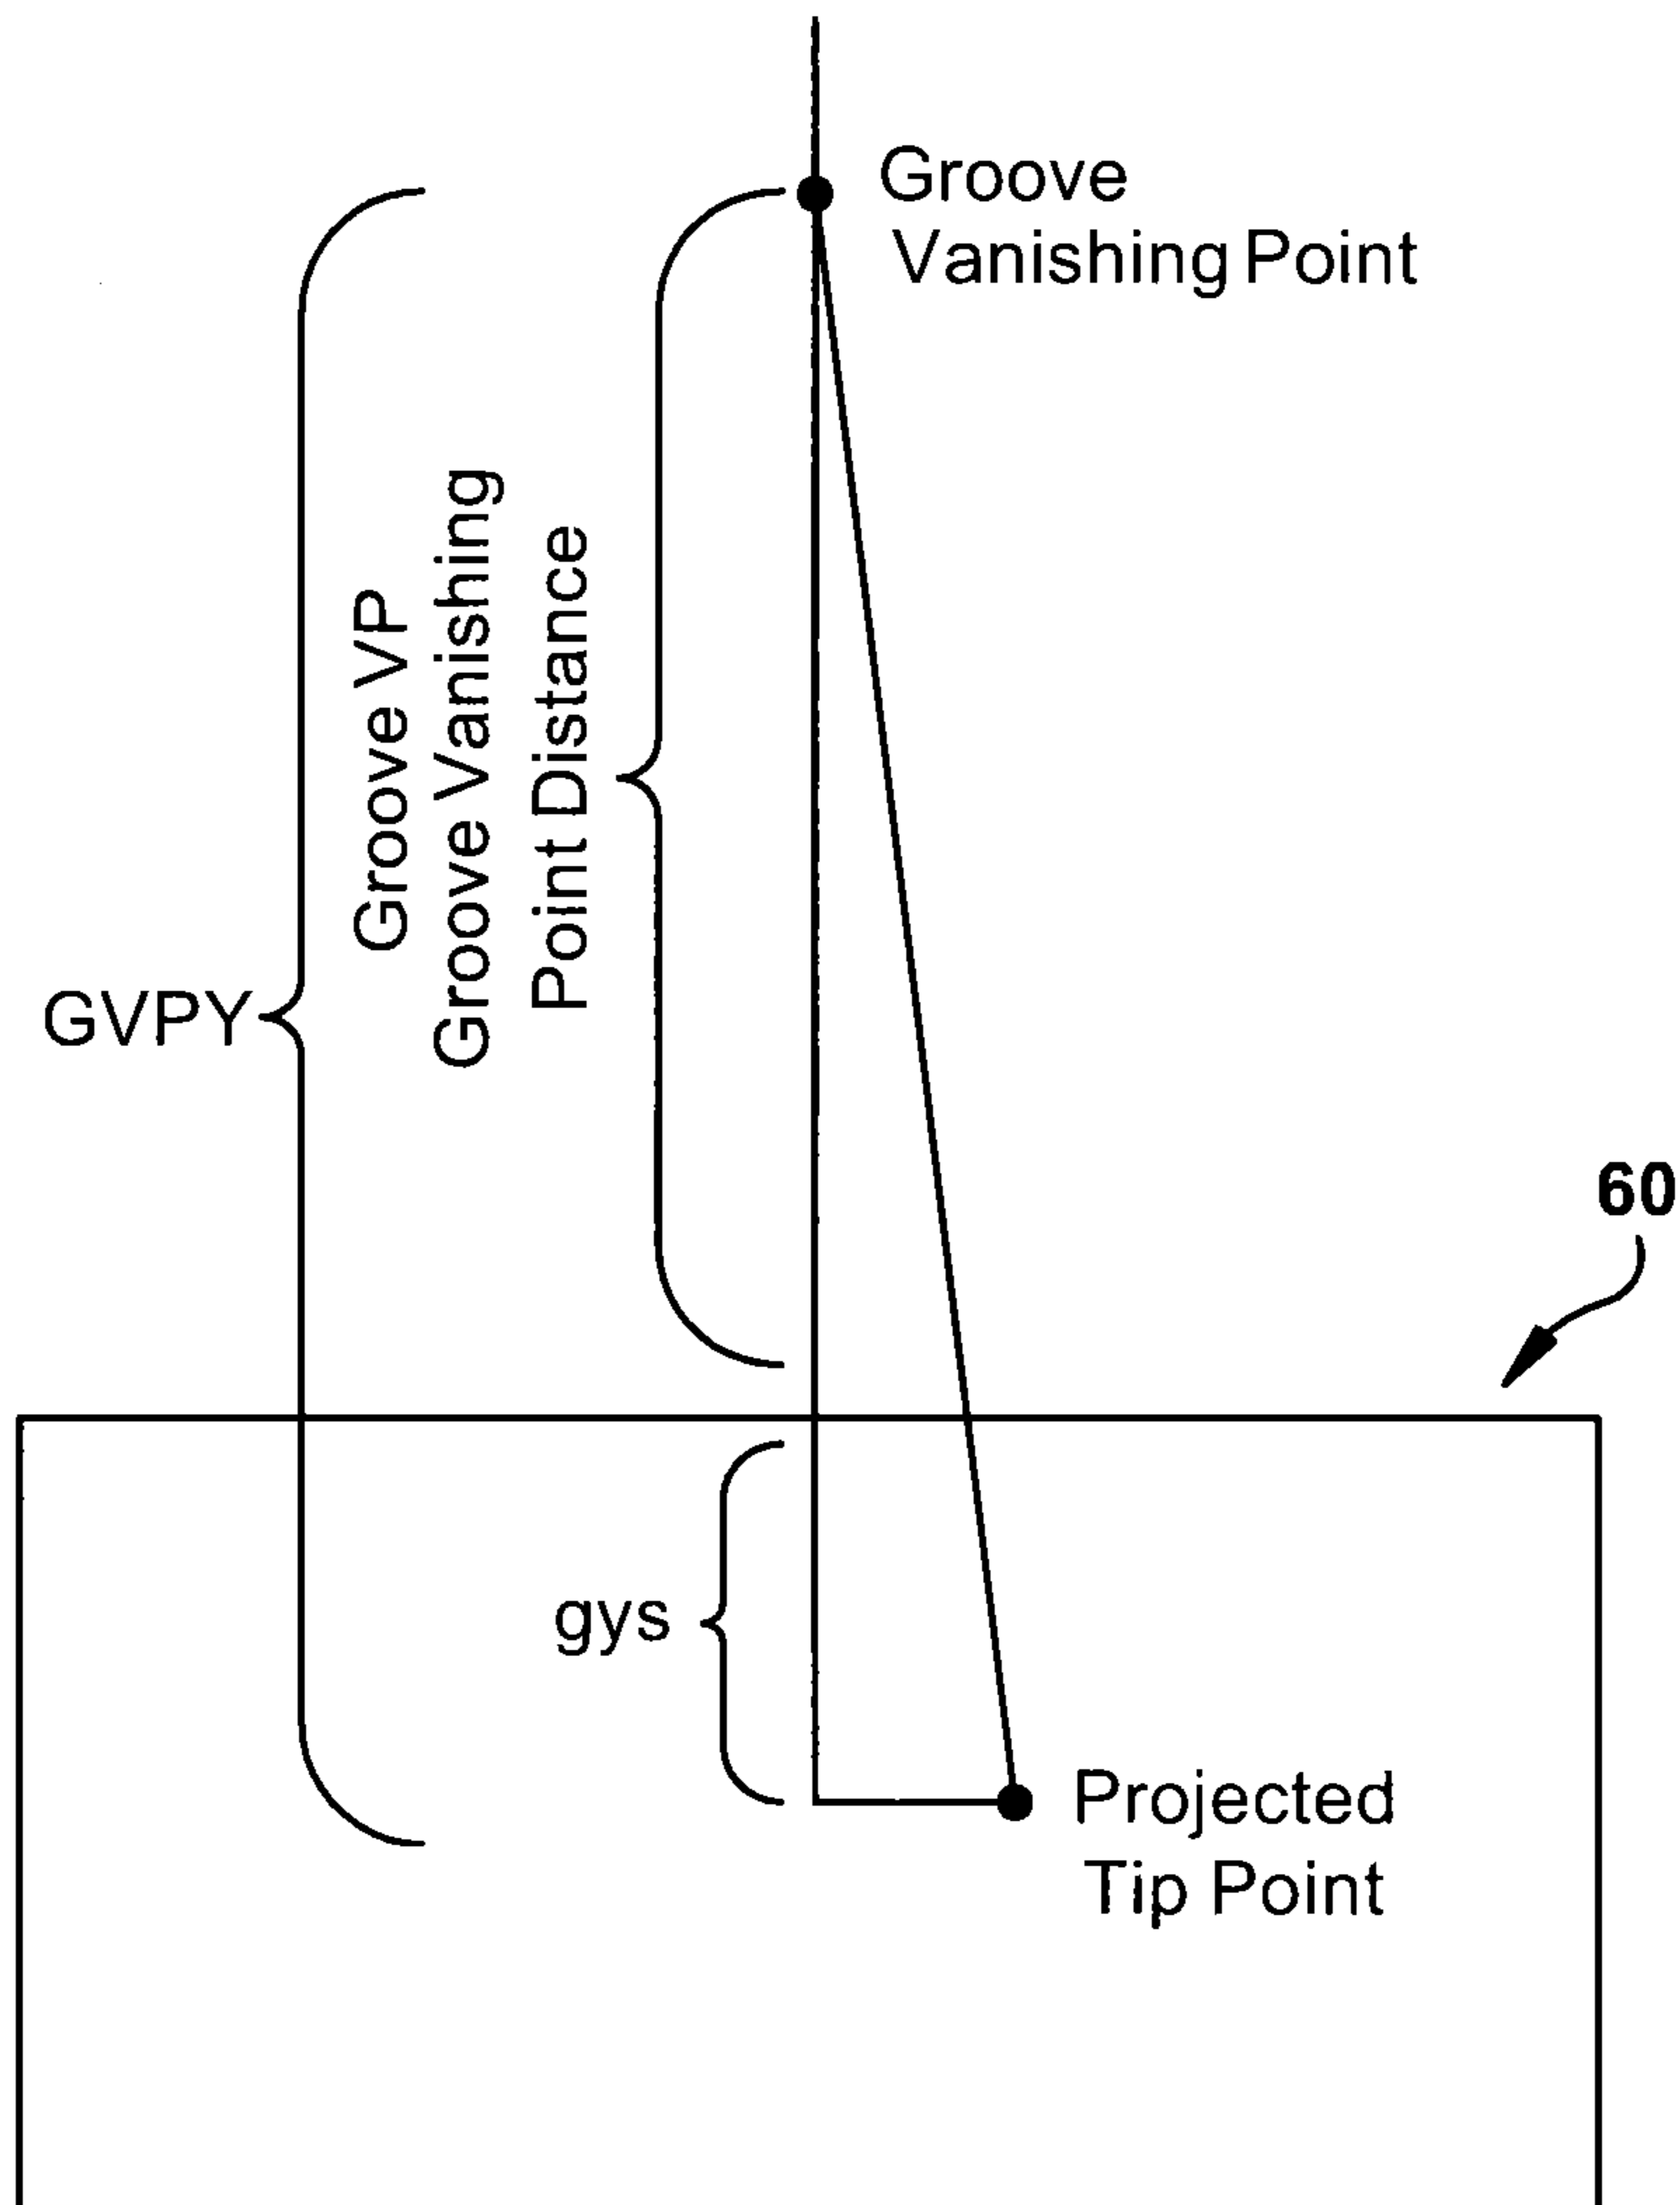 Groove
Vanishing Point
Groove VP
Groove Vanishing
Point Distance
GVPY
60
gys
Projected
Tip Point